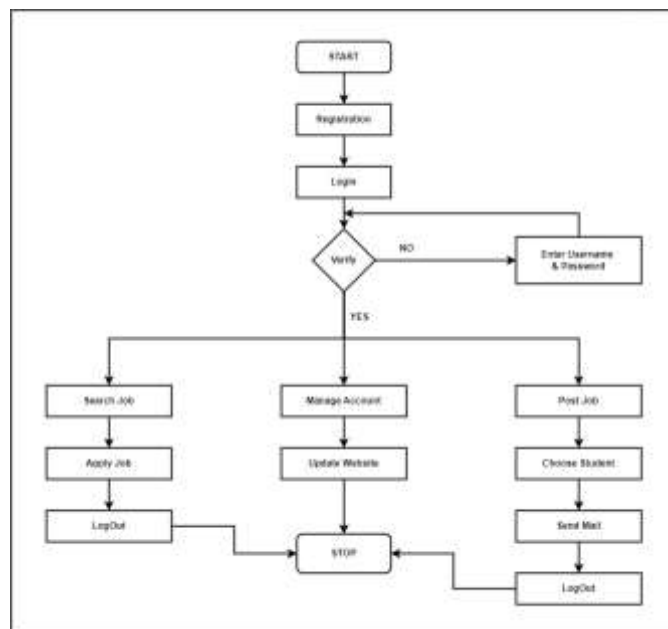 START
Registration
Login
Verify
NO
Enter Username
& Password
YES
Search Job
Manage Account
Post Job
Apply Job
Update Website
Choose Student
LogOut
Send Mail
STOP
LogOut